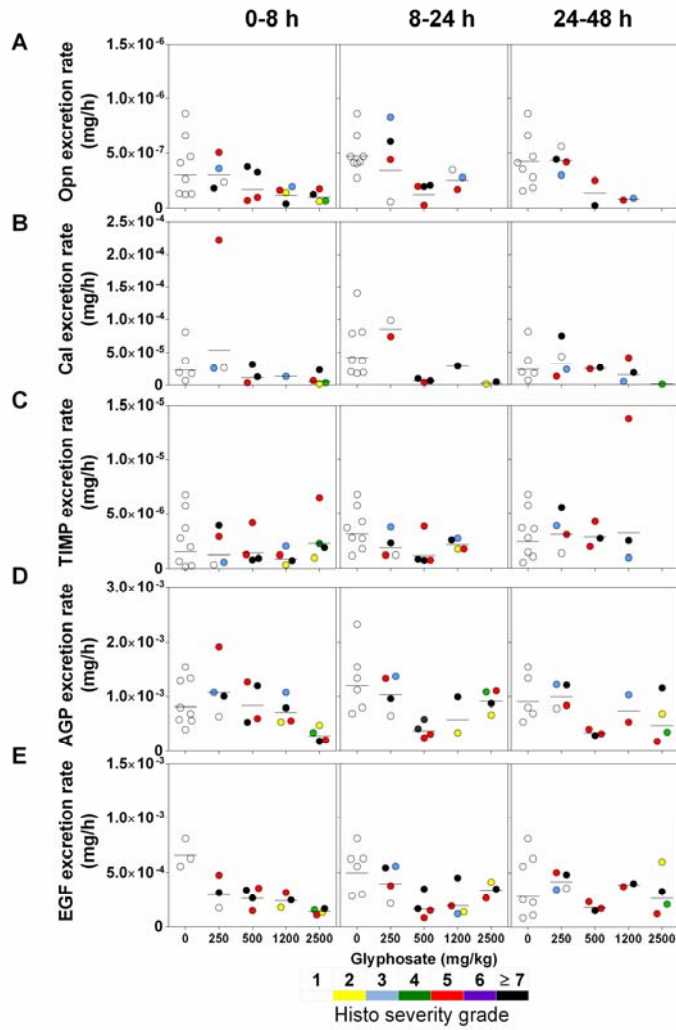 0-8 h 8-24 h 24-48 h
A
Opn excretion rate
(mg/h)
1.5× 10⁻⁶
1.0× 10⁻⁶
5.0× 10⁻⁷
0
B
Cal excretion rate
(mg/h)
2.5× 10⁻⁴
1.5× 10⁻⁴
1.0× 10⁻⁴
5.0× 10⁻⁵
0
C
TIMP excretion rate
(mg/h)
1.5× 10⁻⁵
1.0× 10⁻⁵
5.0× 10⁻⁶
0
D
AGP excretion rate
(mg/h)
3.0× 10⁻³
2.0× 10⁻³
1.0× 10⁻³
0
E
EGF excretion rate
(mg/h)
1.5× 10⁻³
1.0× 10⁻³
5.0× 10⁻⁴
0
0 250 500 1200 2500 0 250 500 1200 2500 0 250 500 1200 2500
Glyphosate (mg/kg)
1 2 3 4 5 6 ≥ 7
Histo severity grade